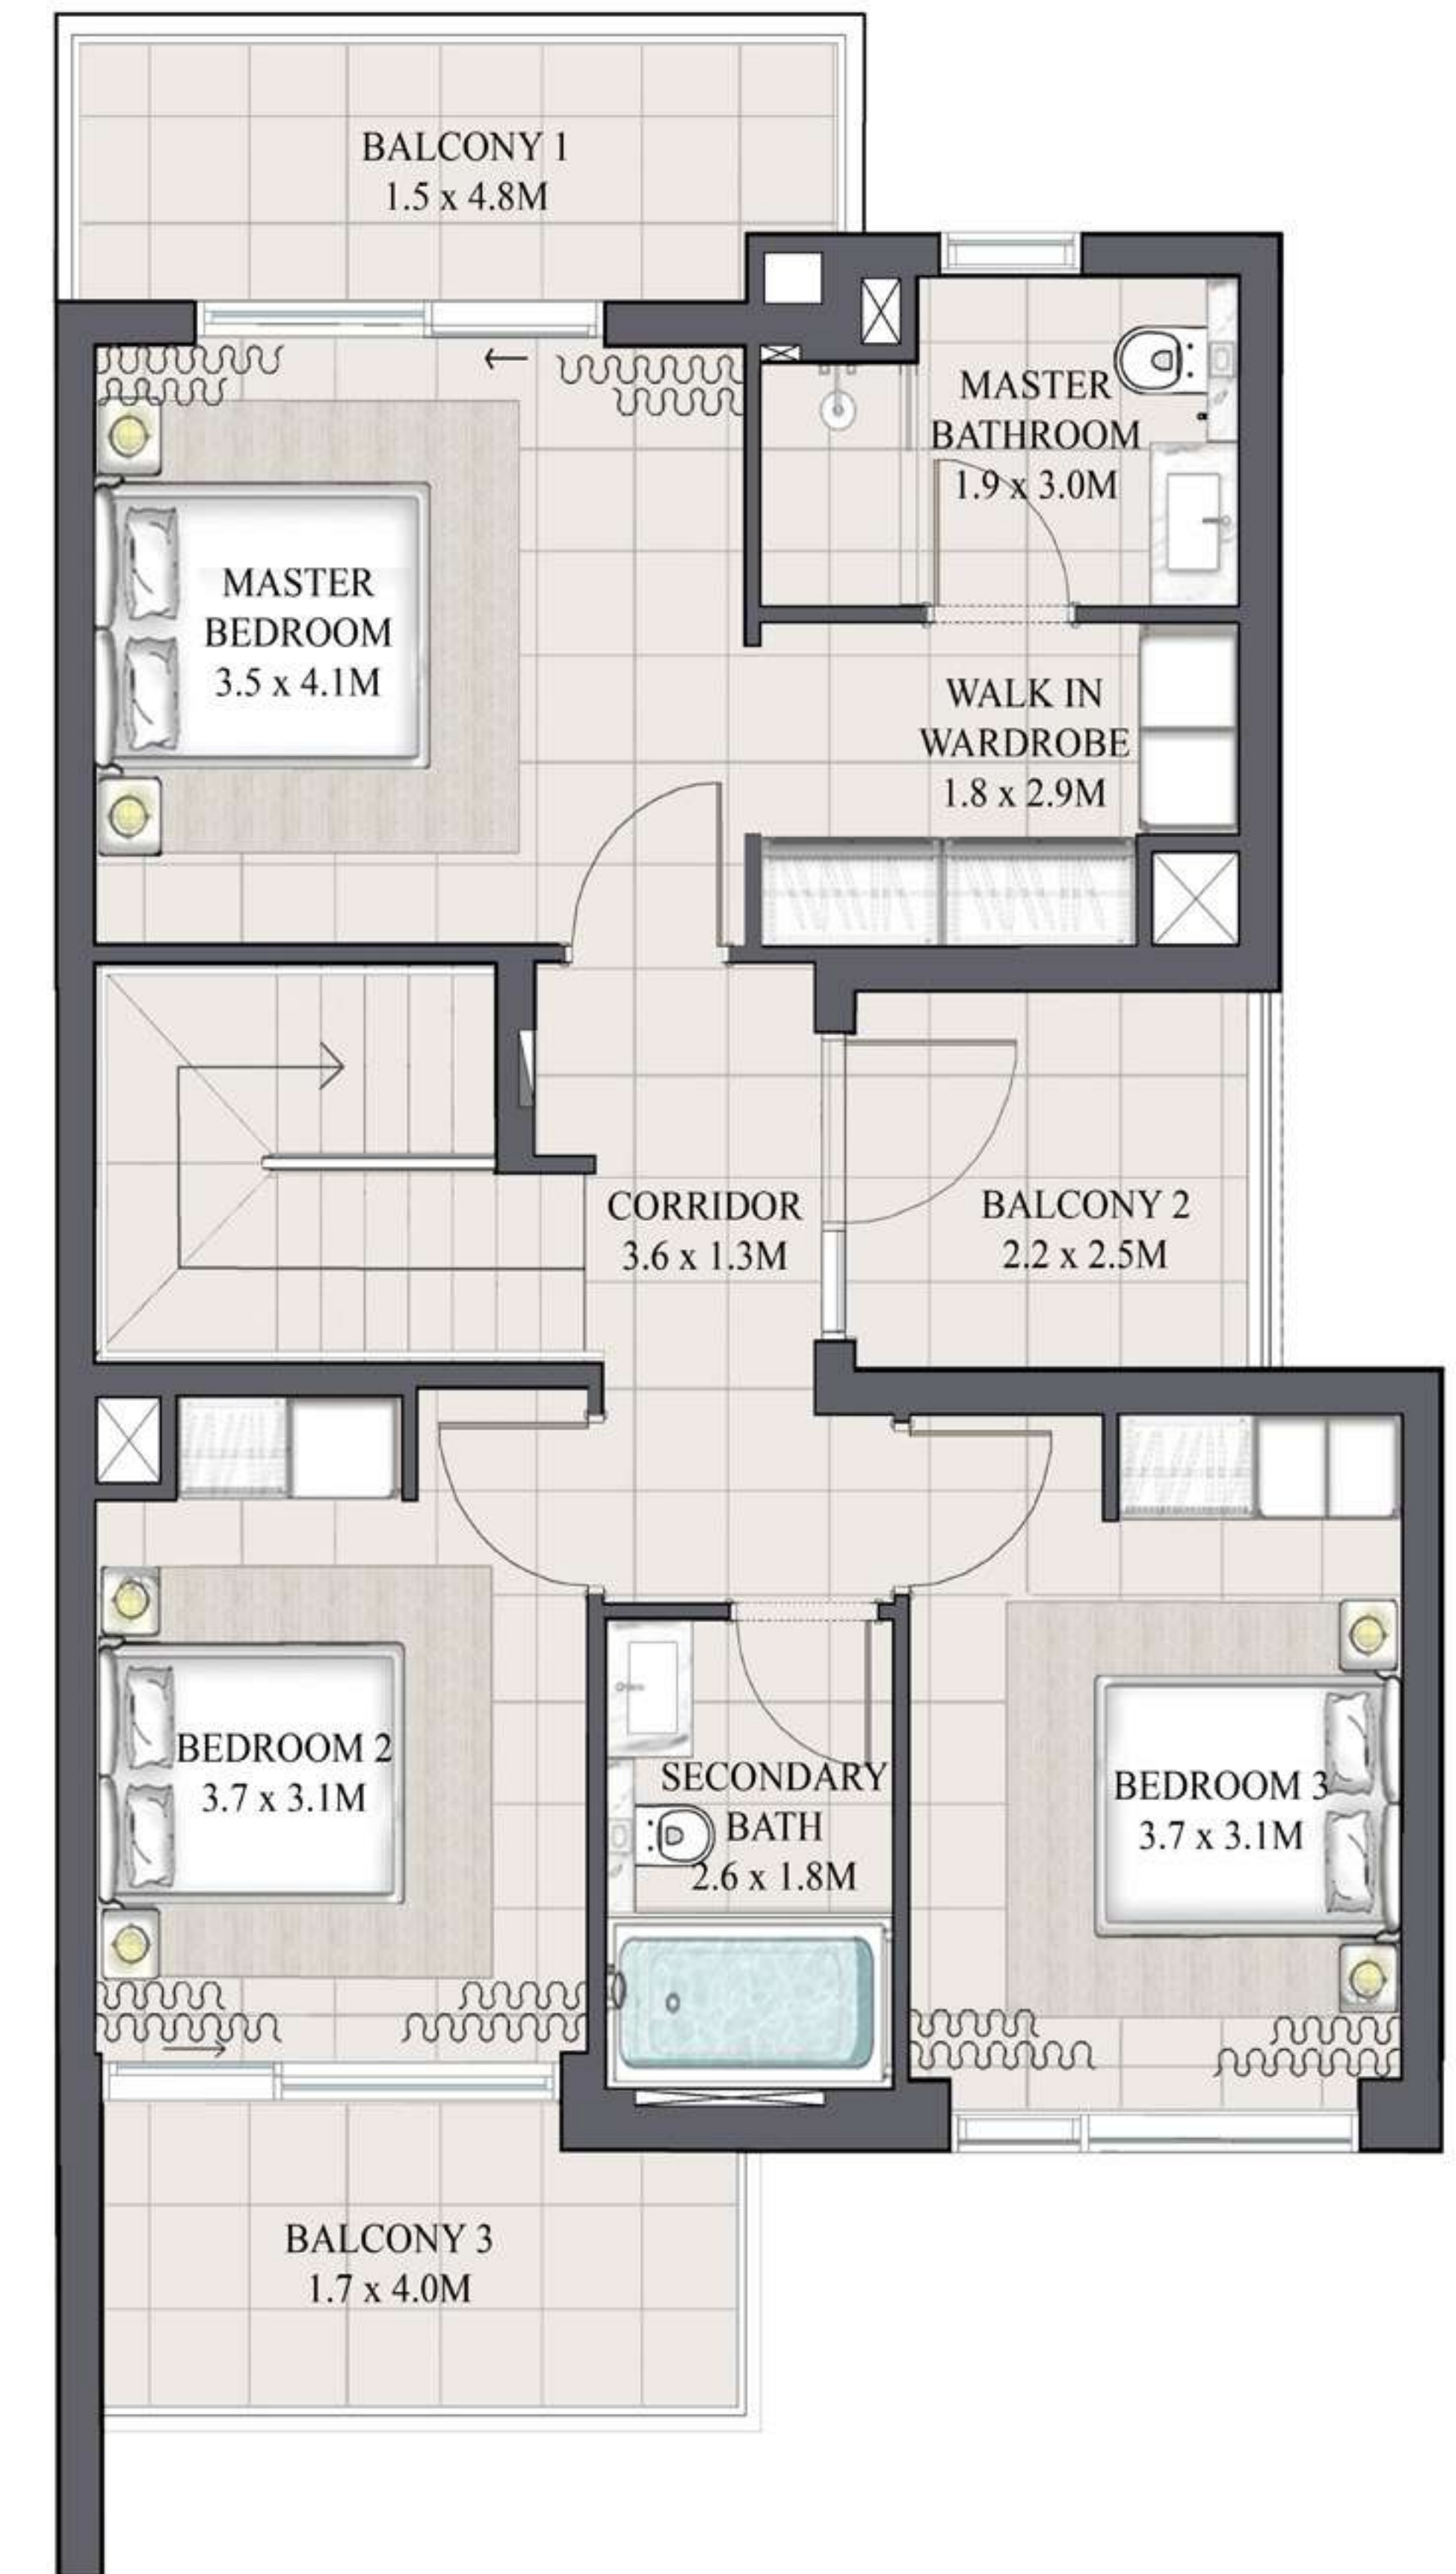 BALCONY 1
1.5 x 4.8M
MASTER
BATHROOM
1.9 x 3.0M
MASTER
BEDROOM
3.5 x 4.1M
WALK IN
WARDROBE
1.8 x 2.9M
CORRIDOR
3.6 x 1.3M
BALCONY 2
2.2 x 2.5M
BEDROOM 2
3.7 x 3.1M
SECONDARY
BATH
2.6 x 1.8M
BEDROOM 3
3.7 x 3.1M
BALCONY 3
1.7 x 4.0M